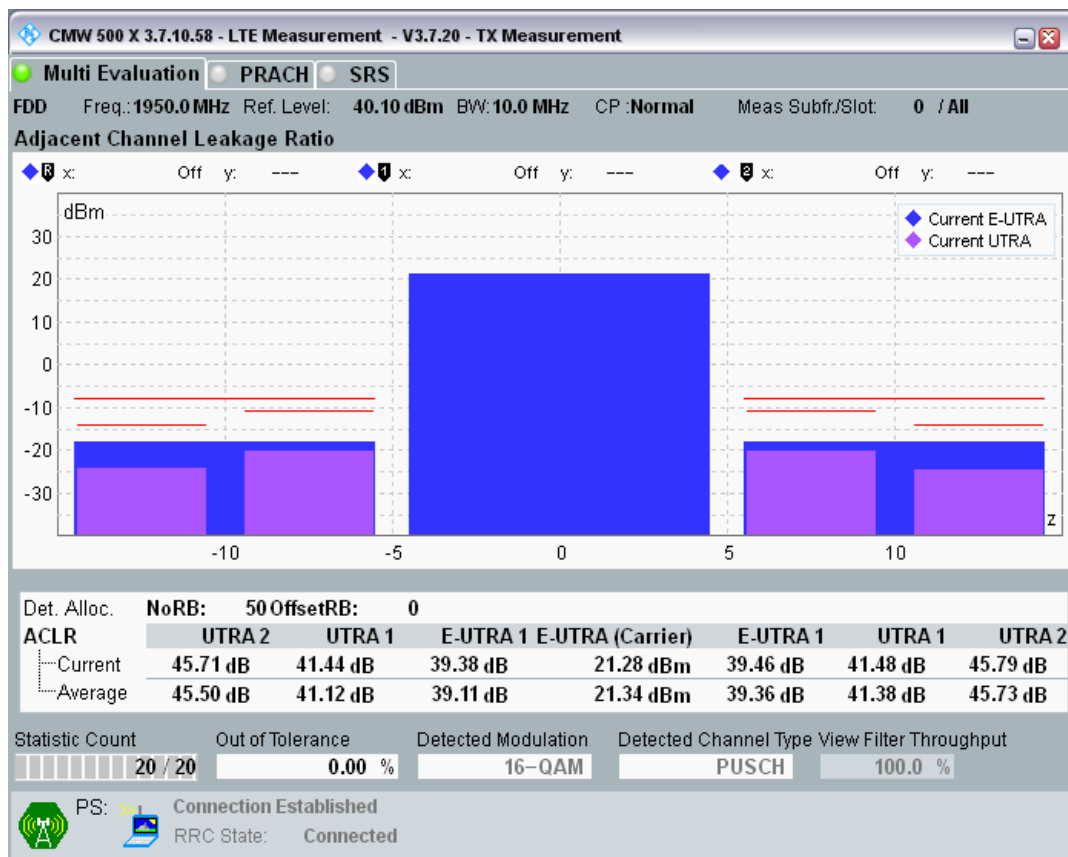 CMW 500 X 3.7.10.58 - LTE Measurement - V3.7.20 - TX Measurement
Multi Evaluation PRACH SRS
FDD Freq.:1950.0 MHz Ref. Level: 40.10 dBm BW: 10.0 MHz CP :Normal Meas Subfr./Slot: 0 / All
Adjacent Channel Leakage Ratio
R x: Off y: --- 1 x: Off y: --- 2 x: Off y: ---
dBm
Current E-UTRA
Current UTRA
30
20
10
0
-10
-20
-30
z
-10 -5 0 5 10
Det. Alloc. NoRB: 50 OffsetRB: 0
ACLR UTRA 2 UTRA 1 E-UTRA 1 E-UTRA (Carrier) E-UTRA 1 UTRA 1 UTRA 2
Current 45.71 dB 41.44 dB 39.38 dB 21.28 dBm 39.46 dB 41.48 dB 45.79 dB
Average 45.50 dB 41.12 dB 39.11 dB 21.34 dBm 39.36 dB 41.38 dB 45.73 dB
Statistic Count Out of Tolerance Detected Modulation Detected Channel Type View Filter Throughput
20 / 20 0.00 % 16-QAM PUSCH 100.0 %
PS: Connection Established
RRC State: Connected